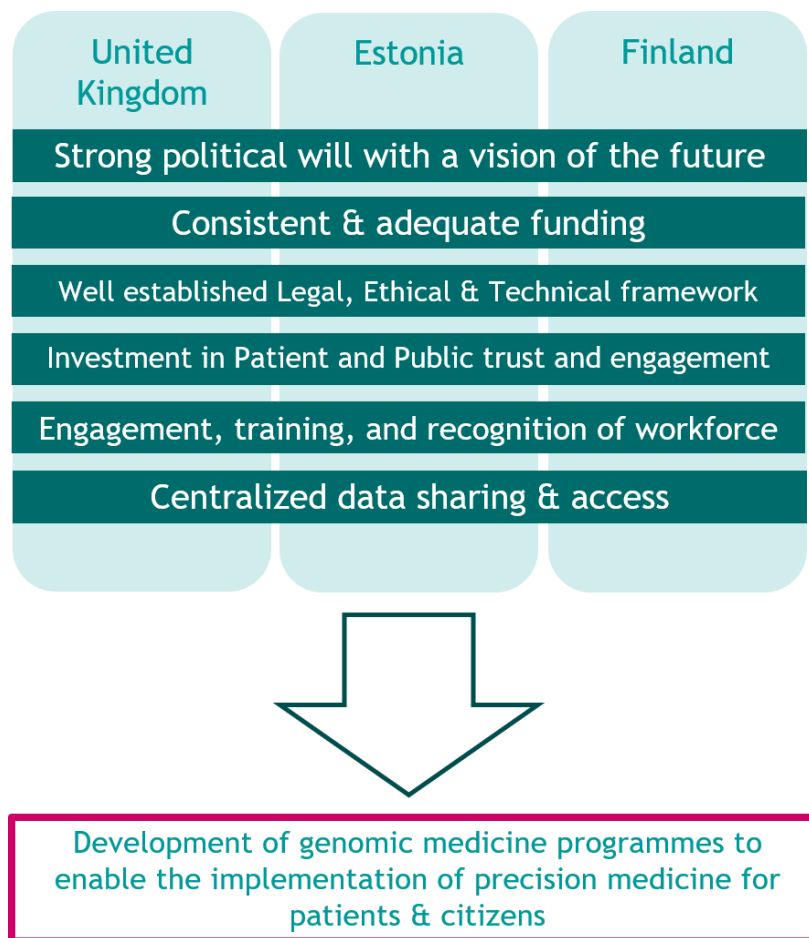 United
Kingdom
Estonia
Finland
Strong political will with a vision of the future
Consistent & adequate funding
Well established Legal, Ethical & Technical framework
Investment in Patient and Public trust and engagement
Engagement, training, and recognition of workforce
Centralized data sharing & access
Development of genomic medicine programmes to
enable the implementation of precision medicine for
patients & citizens